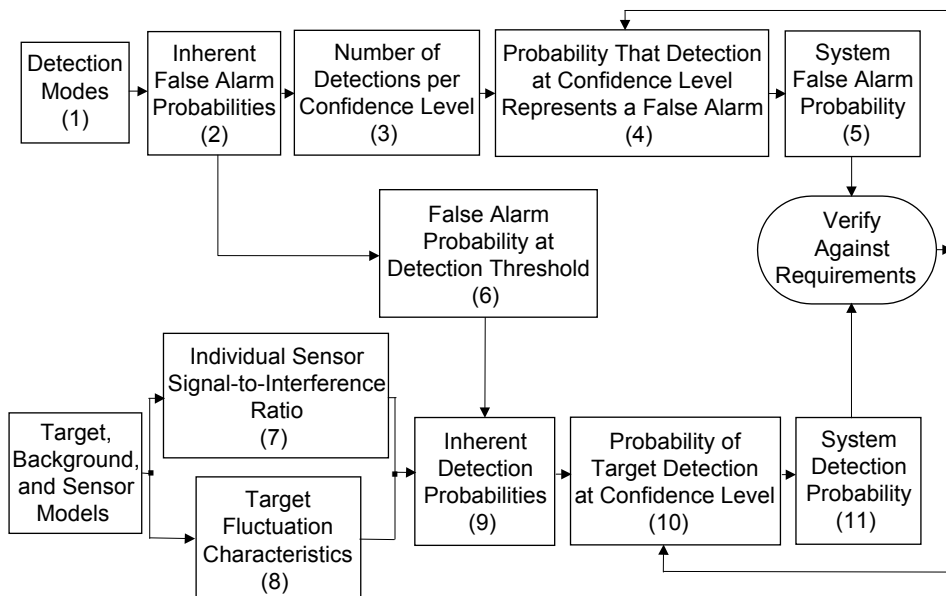 Detection
Modes
(1)
Inherent
False Alarm
Probabilities
(2)
Number of
Detections per
Confidence Level
(3)
Probability That Detection
at Confidence Level
Represents a False Alarm
(4)
System
False Alarm
Probability
(5)
False Alarm
Probability at
Detection Threshold
(6)
Verify
Against
Requirements
Individual Sensor
Signal-to-Interference
Ratio
(7)
Target,
Background,
and Sensor
Models
Target
Fluctuation
Characteristics
(8)
Inherent
Detection
Probabilities
(9)
Probability of
Target Detection
at Confidence Level
(10)
System
Detection
Probability
(11)